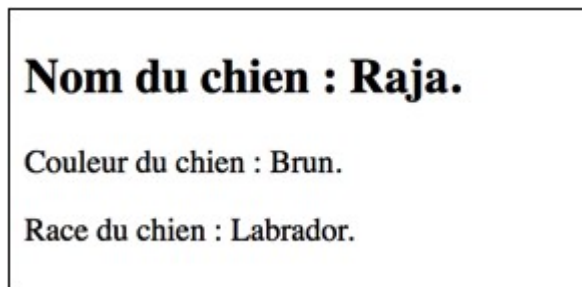 Nom du chien : Raja.
Couleur du chien : Brun.
Race du chien : Labrador.